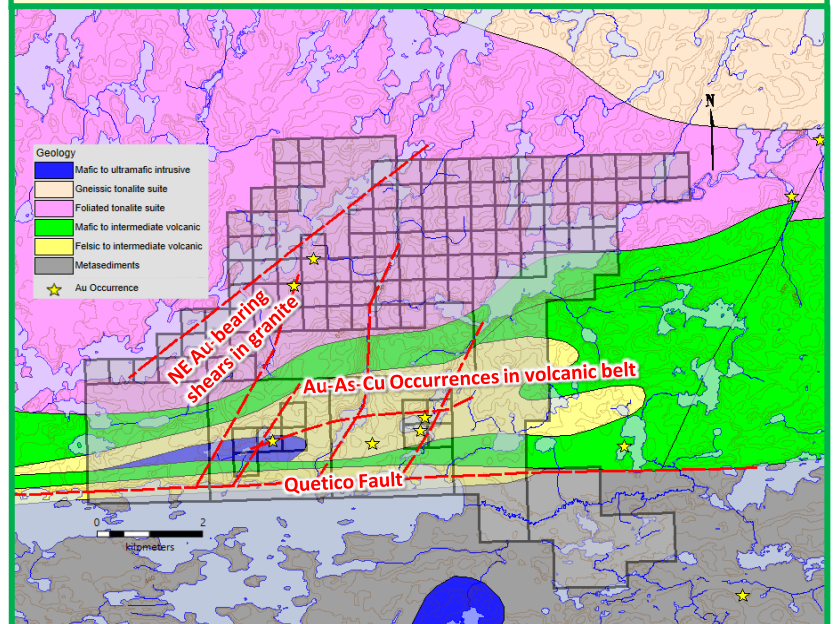 N
Geology
Mafic to ultramafic intrusive
Gneissic tonalite suite
Foliated tonalite suite
Mafic to intermediate volcanic
Felsic to intermediate volcanic
Metasediments
Au Occurrence
NE Au-bearing
shears in granite
Au-As-Cu Occurrences in volcanic belt
Quetico Fault
0 2
kilometers